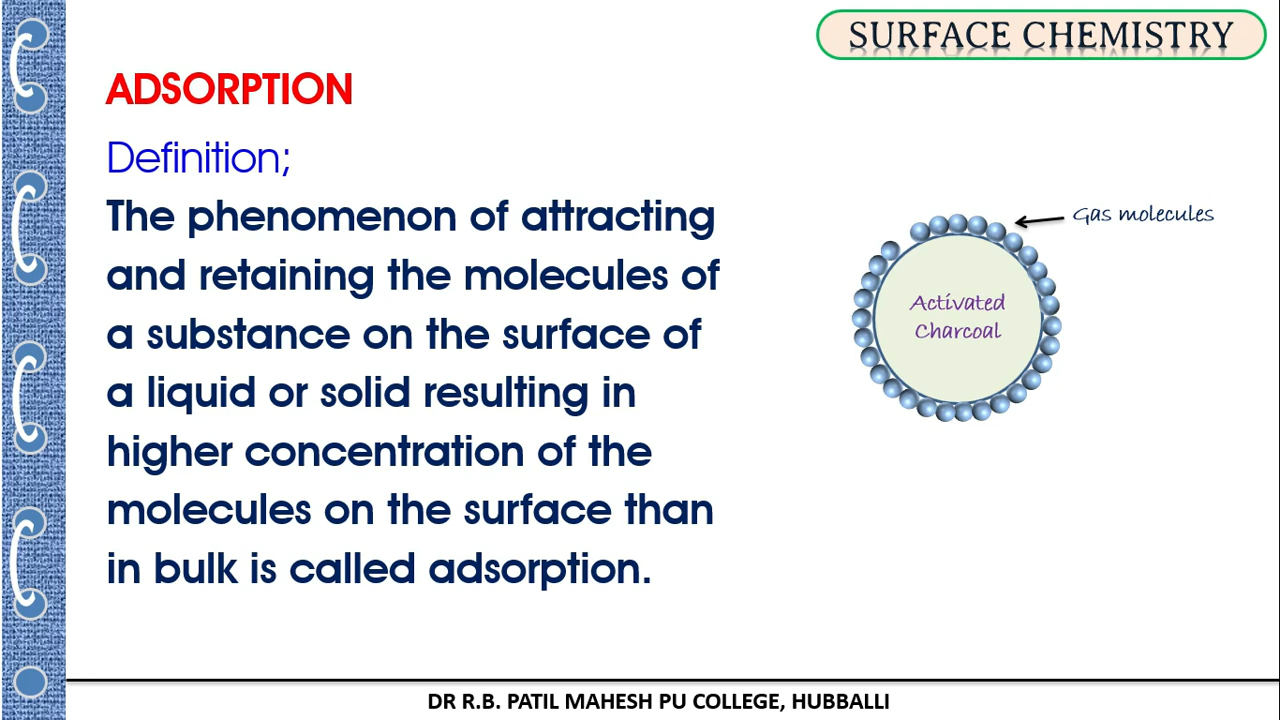 SURFACE CHEMISTRY
ADSORPTION
Definition;
The phenomenon of attracting
and retaining the molecules of
a substance on the surface of
a liquid or solid resulting in
higher concentration of the
molecules on the surface than
in bulk is called adsorption.
Gas molecules
Activated
Charcoal
DR R.B. PATIL MAHESH PU COLLEGE, HUBBALLI